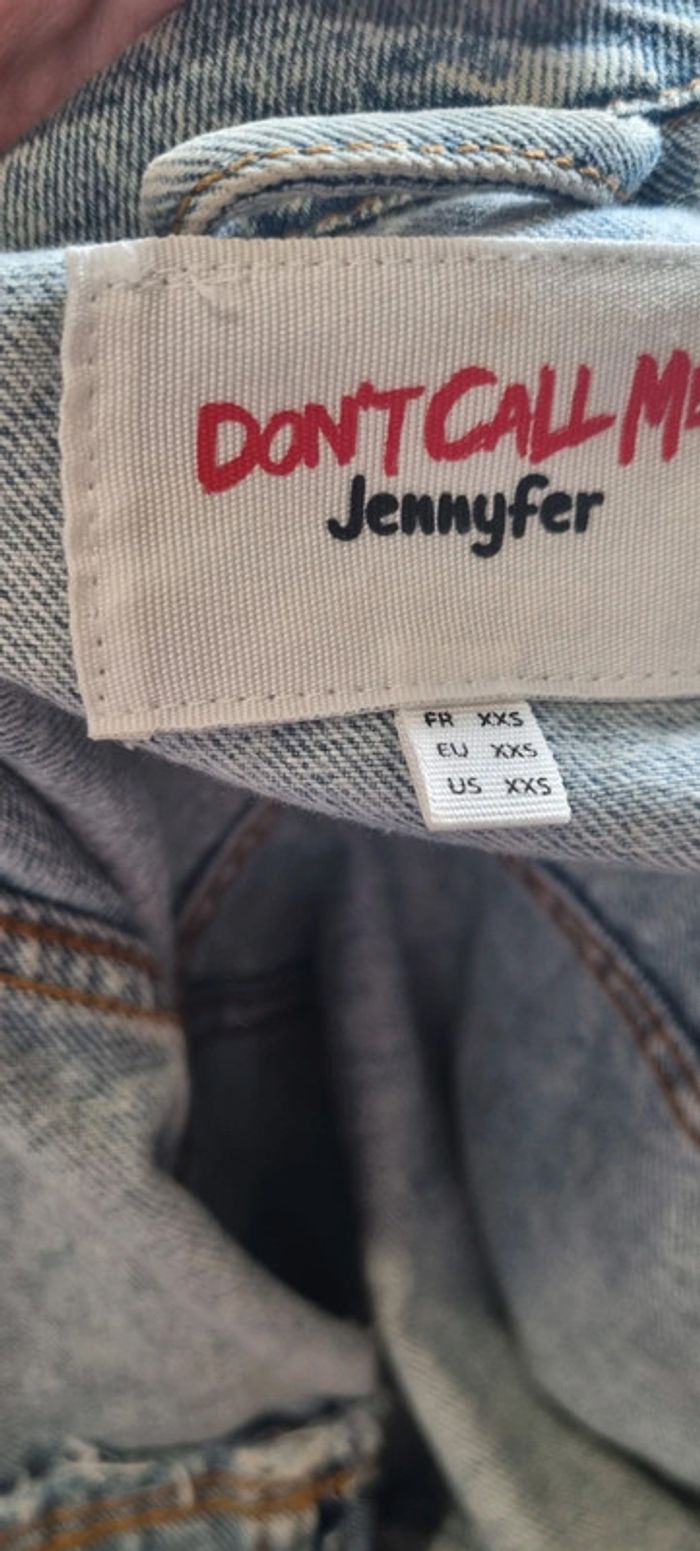 DON'T CALL ME
Jennyfer
FR XXS
EU XXS
US XXS